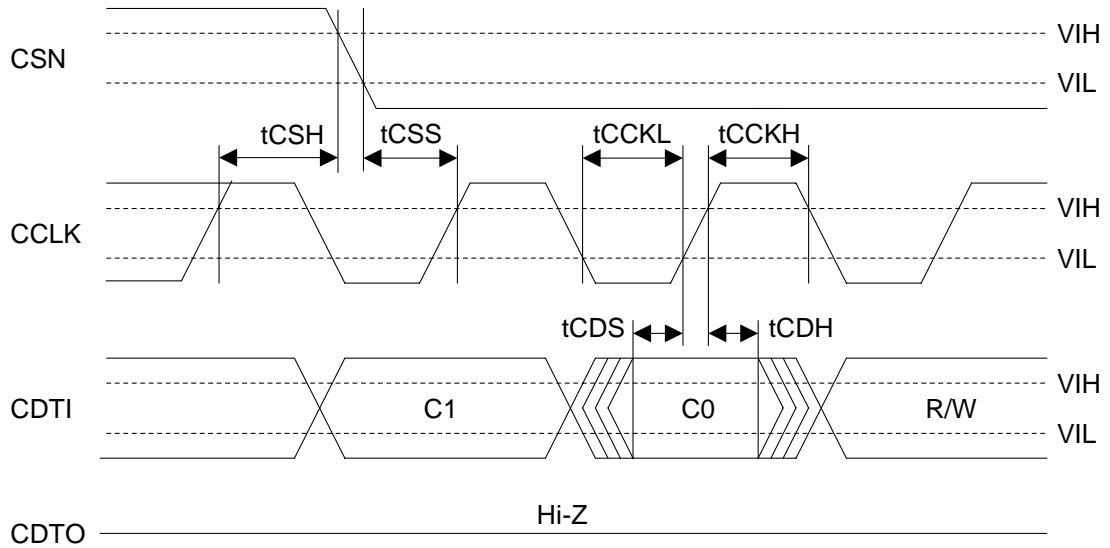 CSN
VIH
VIL
tCSH
tCSS
tCCKL
tCCKH
CCLK
VIH
VIL
tCDS
tCDH
CDTI
C1
C0
R/W
VIH
VIL
CDTO
Hi-Z